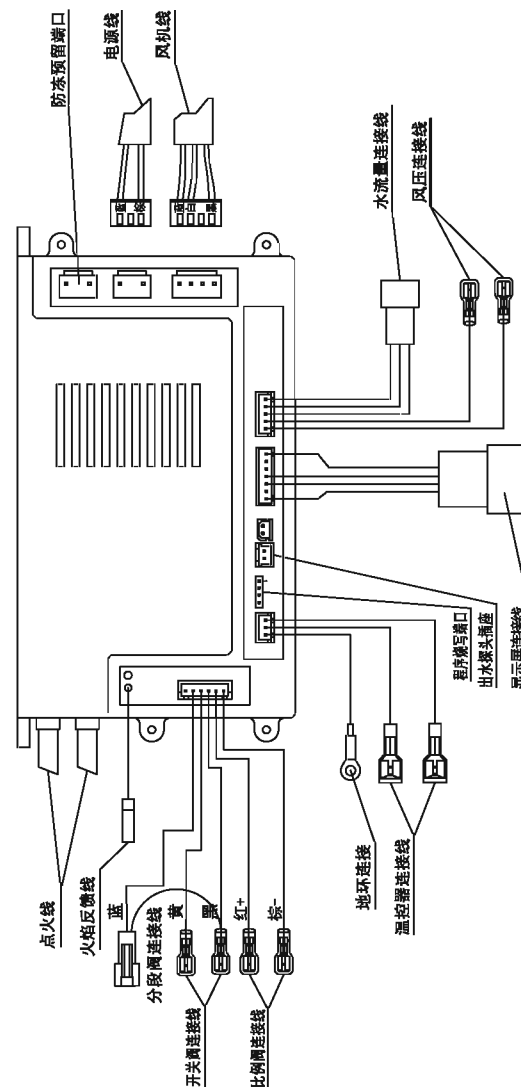 防冻预留端口
电源线
风机线
蓝
棕
蓝
白
黑
水流量连接线
风压连接线
程序烧写端口
出水探头插座
显示屏连接线
地环连接
温控器连接线
点火线
火焰反馈线
蓝
分段阀连接线
黄
黑
红+
棕-
开关阀连接线
比例阀连接线